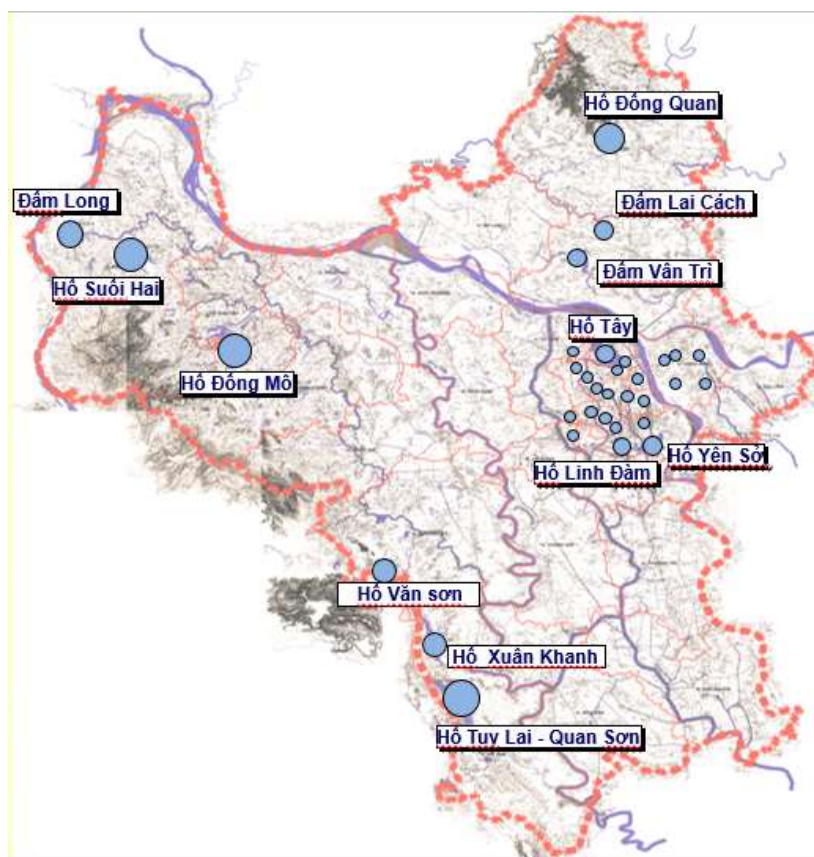 Hồ Đồng Quan
Đầm Long
Đầm Lai Cách
Hồ Suối Hai
Đầm Vân Trì
Hồ Tây
Hồ Đồng Mô
Hồ Yên Sở
Hồ Linh Đàm
Hồ Văn sơn
Hồ Xuân Khanh
Hồ Tuy Lai - Quan Sơn